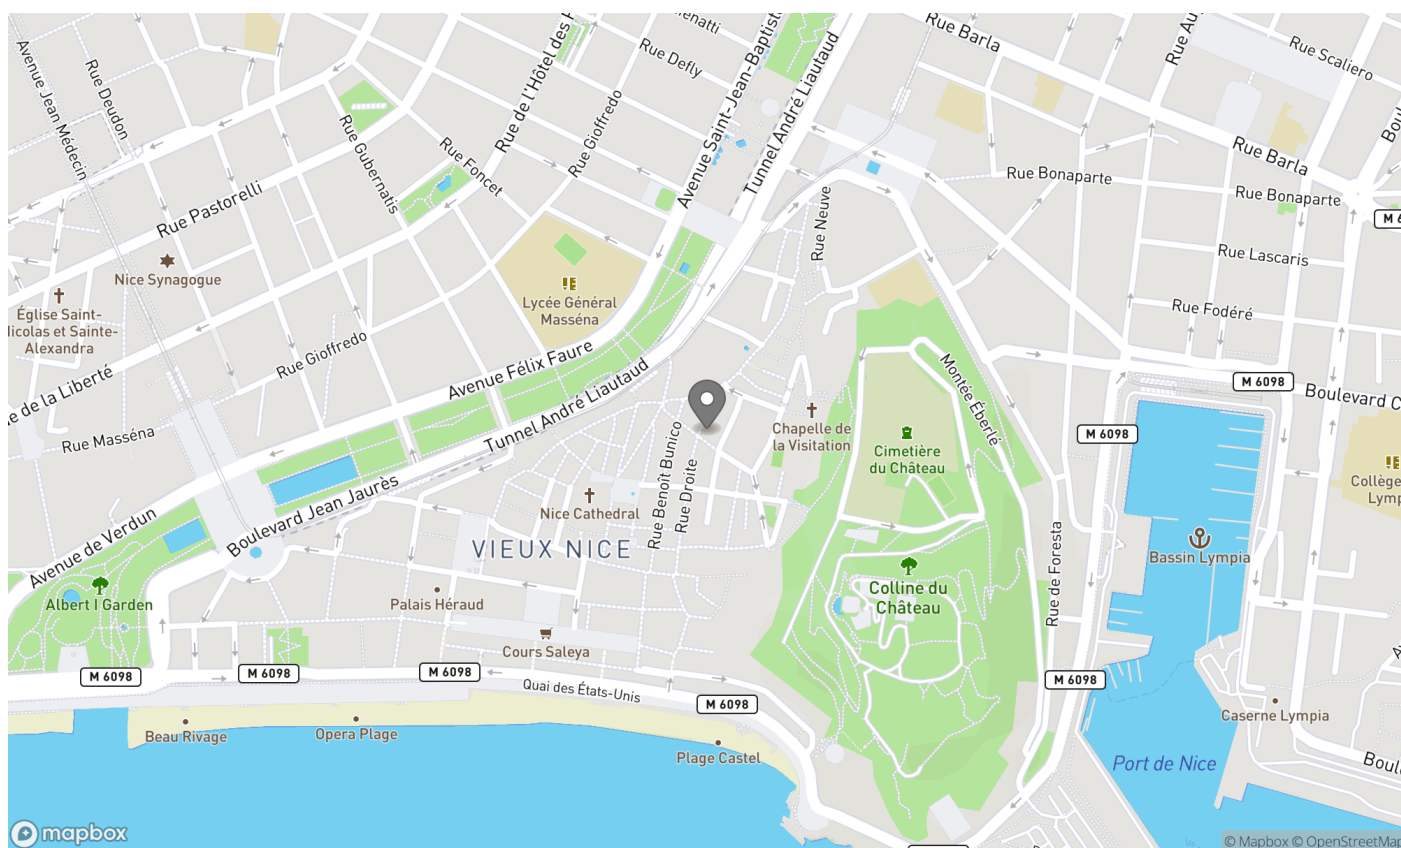 Rue Barla
Rue Scaliero
Rue Defly
Rue de l'Hôtel des
Avenue Saint-Jean-Baptiste
Tunnel André Liautaud
Avenue Jean Médecin
Rue Deudon
Rue Gubernatis
Rue Foncet
Rue Gioffredo
Rue Barla
Rue Bonaparte
Rue Bonaparte
Rue Pastorelli
Rue Neuve
Rue Lascaris
Nice Synagogue
Lycée Général
Masséna
Rue Fodéré
Église Saint-
Nicolas et Sainte-
Alexandra
Rue Gioffredo
Avenue Félix Faure
Tunnel André Liautaud
Montée Éberlé
M 6098
Boulevard C
de la Liberté
Rue Masséna
Chapelle de
la Visitation
Cimetière
du Château
M 6098
Rue Benoît Bunico
Rue Droite
Collège
Lymp
Boulevard Jean Jaurès
Avenue de Verdun
Nice Cathedral
VIEUX NICE
Bassin Lympia
Rue de Foresta
Albert I Garden
Palais Héraud
Colline du
Château
Cours Saleya
M 6098
M 6098
M 6098
Quai des États-Unis
M 6098
M 6098
Beau Rivage
Opera Plage
Plage Castel
Caserne Lympia
Port de Nice
Boul
M 6098
mapbox
© Mapbox © OpenStreetMap